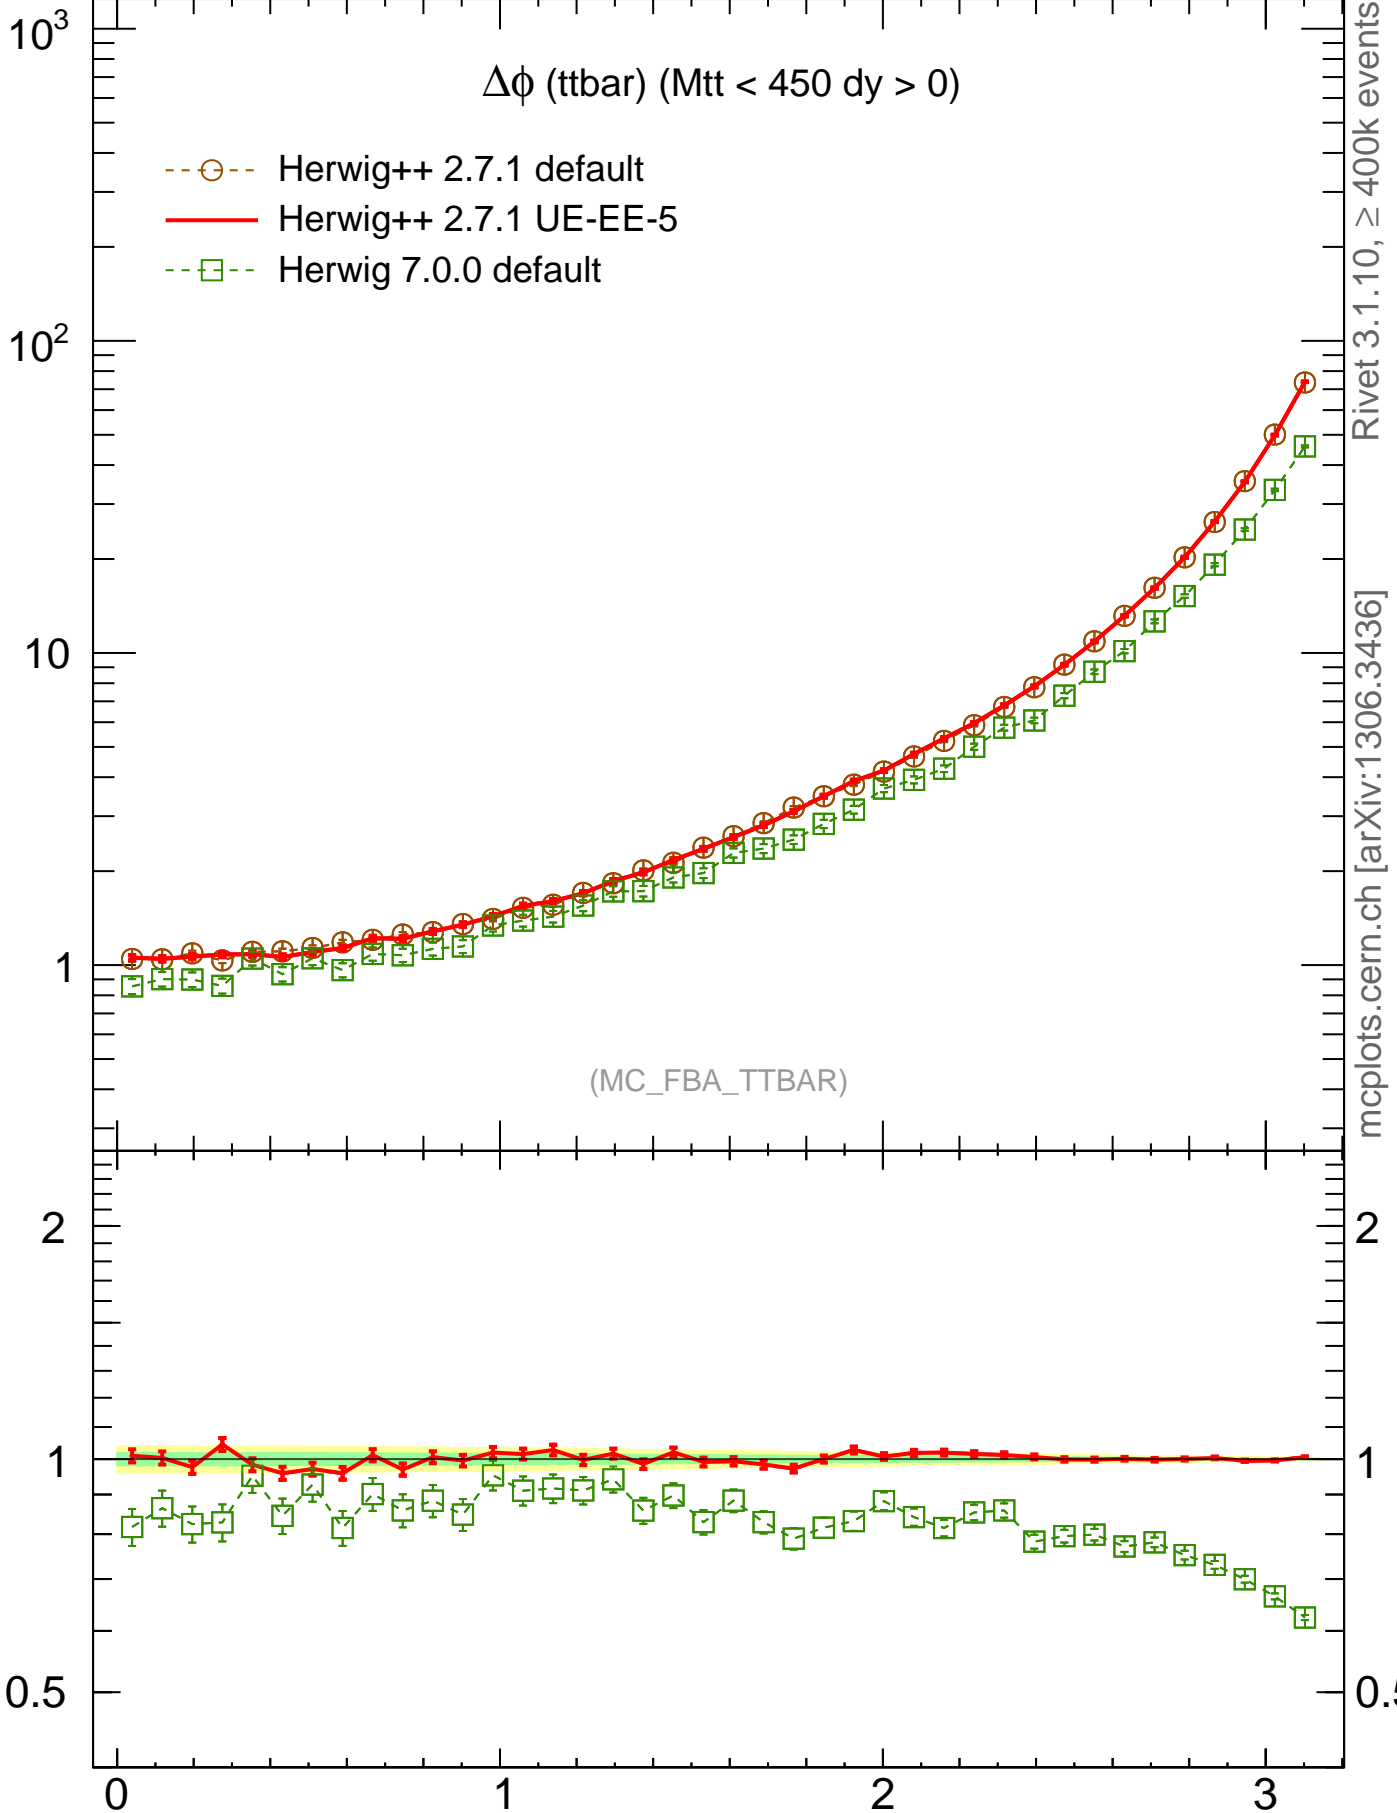 10³
Δϕ (ttbar) (Mtt < 450 dy > 0)
Herwig++ 2.7.1 default
Herwig++ 2.7.1 UE-EE-5
Herwig 7.0.0 default
10²
10
1
(MC_FBA_TTBAR)
2
2
1
1
0.5
0.5
0
1
2
3
Rivet 3.1.10, ≥ 400k events
mcplots.cern.ch [arXiv:1306.3436]